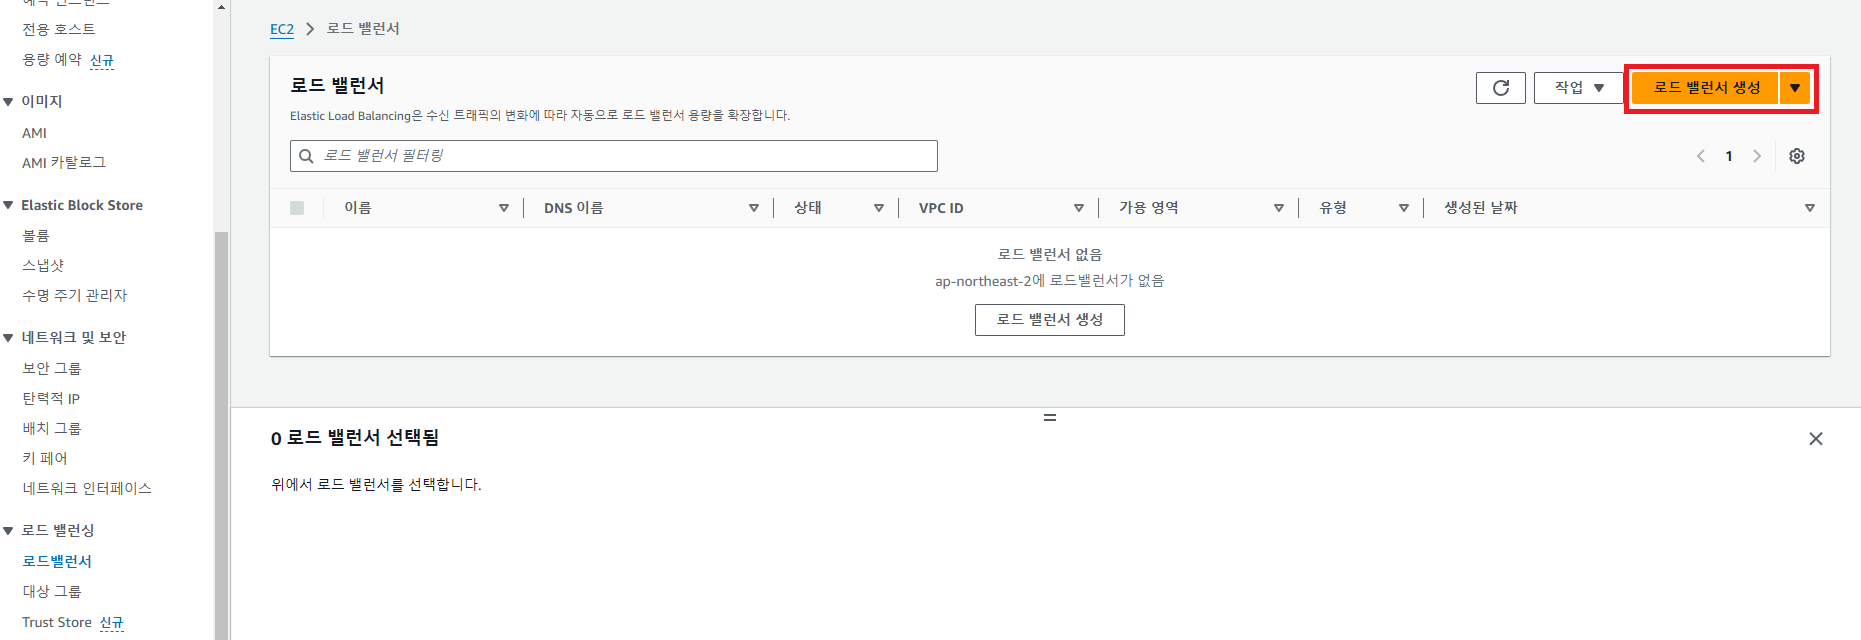 전용 호스트
용량 예약 신규
이미지
AMI
AMI 카탈로그
Elastic Block Store
볼륨
스냅샷
수명 주기 관리자
네트워크 및 보안
보안 그룹
탄력적 IP
배치 그룹
키 페어
네트워크 인터페이스
로드 밸런싱
로드밸런서
대상 그룹
Trust Store 신규
EC2 > 로드 밸런서
로드 밸런서
작업
로드 밸런서 생성
Elastic Load Balancing은 수신 트래픽의 변화에 따라 자동으로 로드 밸런서 용량을 확장합니다.
로드 밸런서 필터링
1
이름 DNS 이름 상태 VPC ID 가용 영역 유형 생성된 날짜
로드 밸런서 없음
ap-northeast-2에 로드밸런서가 없음
로드 밸런서 생성
0 로드 밸런서 선택됨
위에서 로드 밸런서를 선택합니다.